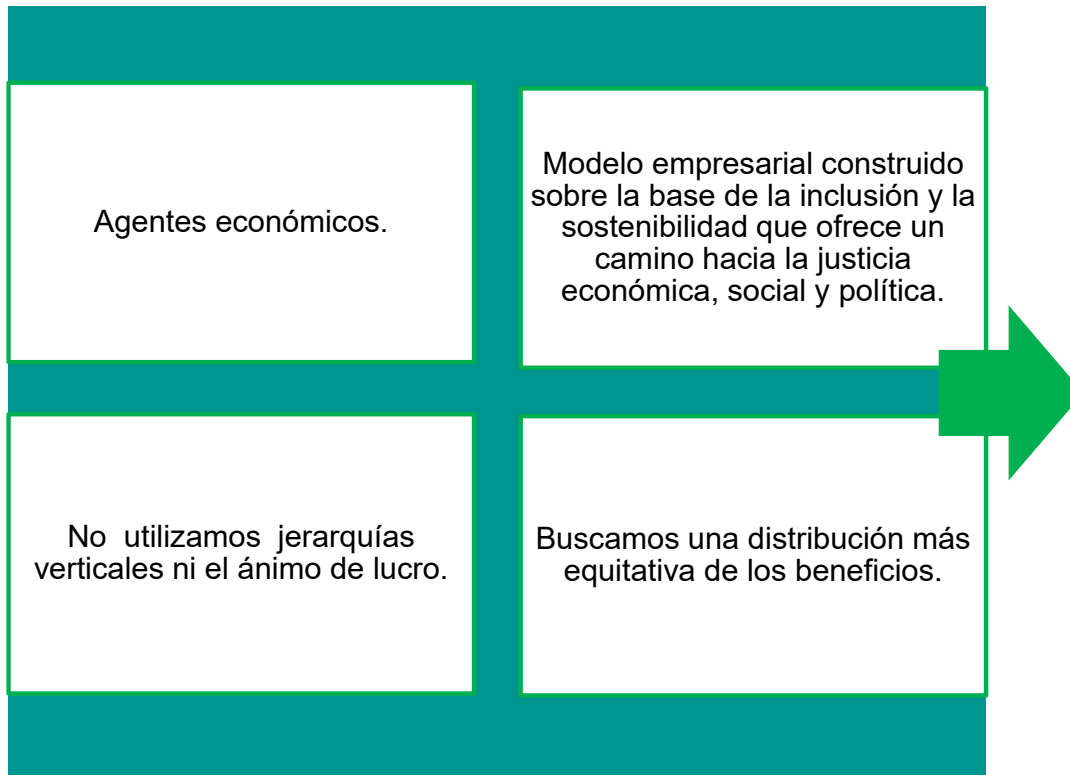 Agentes económicos.
Modelo empresarial construido
sobre la base de la inclusión y la
sostenibilidad que ofrece un
camino hacia la justicia
económica, social y política.
No utilizamos jerarquías
verticales ni el ánimo de lucro.
Buscamos una distribución más
equitativa de los beneficios.